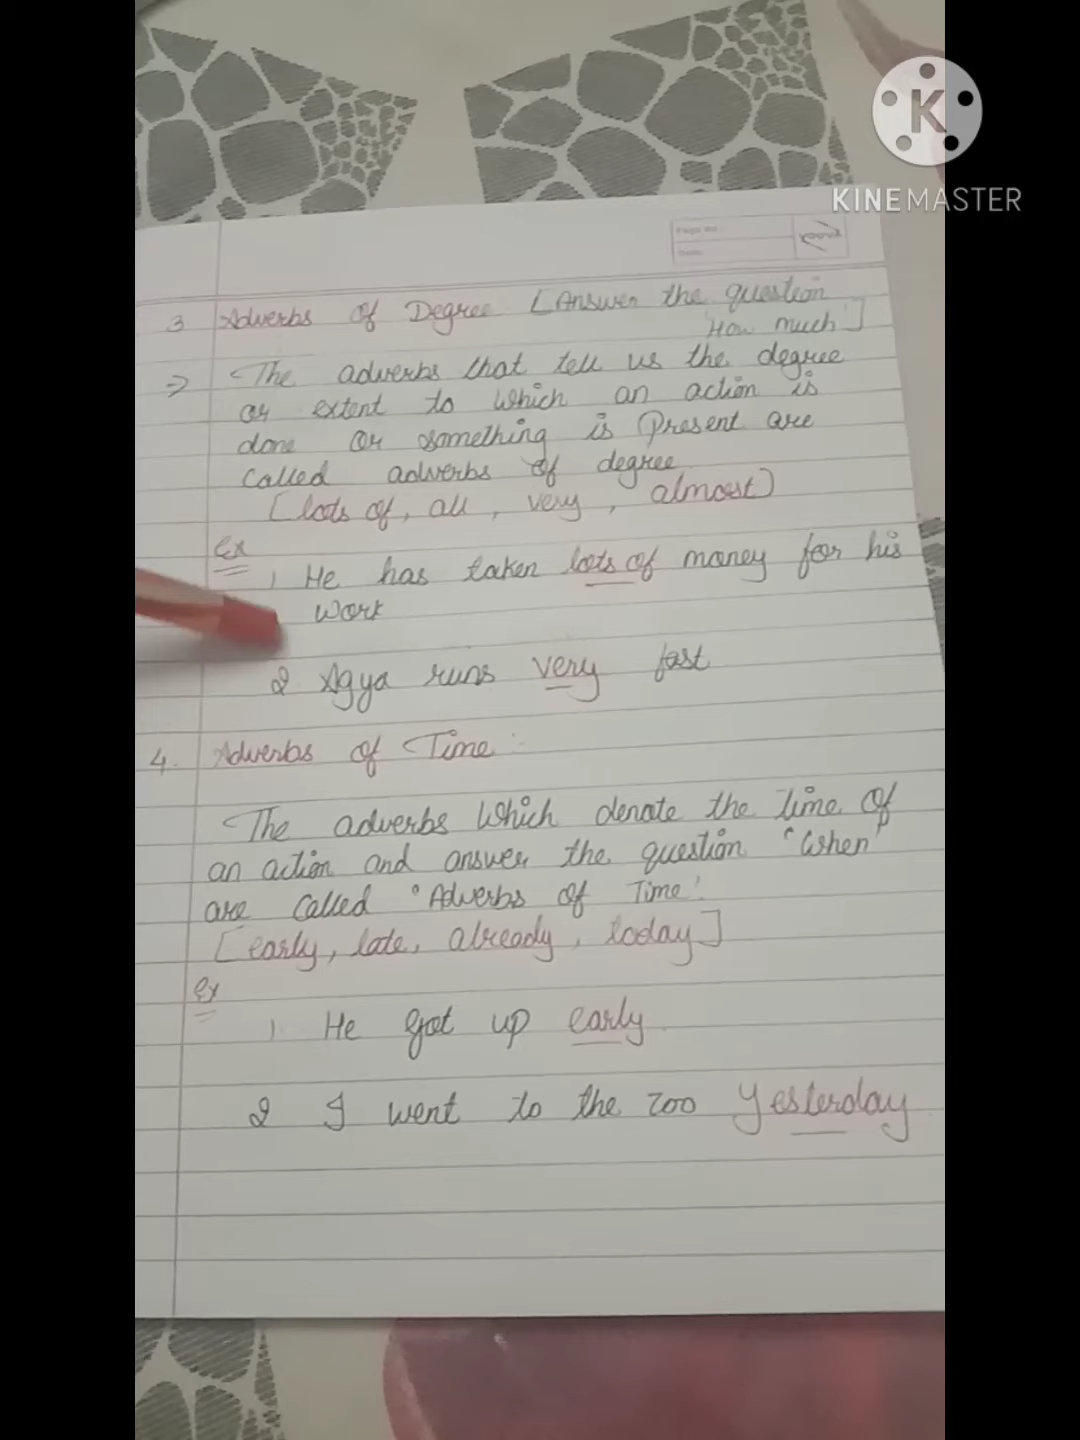 K
KINEMASTER
Page No.
Date
YOUVA
3 Adverbs of Degree [Answer the question
'How much']
⇒ The adverbs that tell us the degree
or extent to which an action is
done or something is Present are
called adverbs of degree
[lots of, all, very, almost]
Ex
1 He has taken lots of money for his
work
2. Agya runs very fast
4. Adverbs of Time :
The adverbs which denote the time of
an action and answer the question "When"
are called 'Adverbs of Time'
[early, late, already, today]
Ex
1. He got up early.
2 I went to the zoo yesterday.